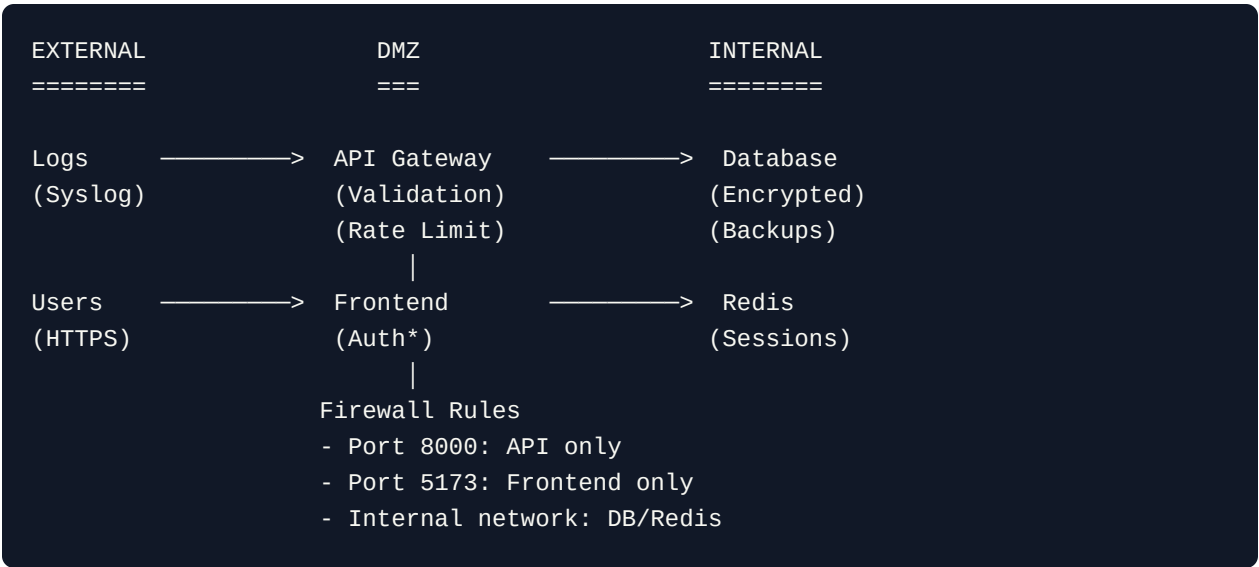 EXTERNAL                DMZ                    INTERNAL
========                ===                    ========
Logs     ─────────>  API Gateway    ─────────>  Database
(Syslog)             (Validation)              (Encrypted)
                     (Rate Limit)              (Backups)
                          │
Users    ─────────>  Frontend       ─────────>  Redis
(HTTPS)              (Auth*)                   (Sessions)
                          │
                    Firewall Rules
                    - Port 8000: API only
                    - Port 5173: Frontend only
                    - Internal network: DB/Redis